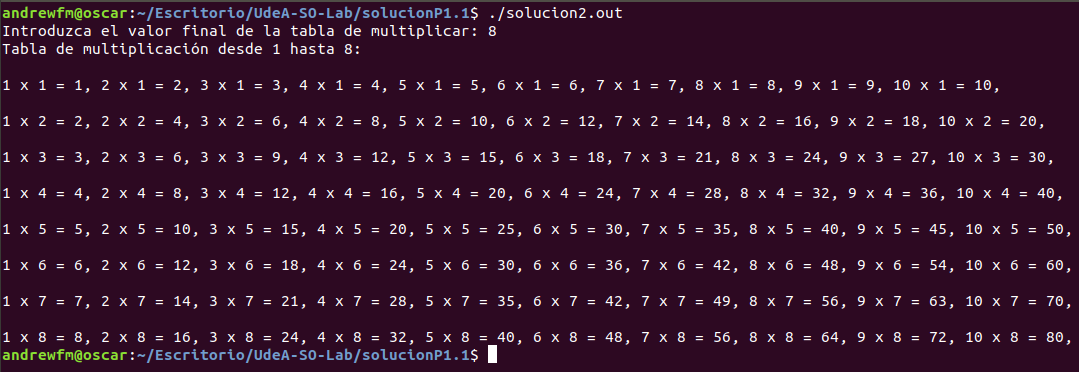 andrewfm@oscar:~/Escritorio/UdeA-SO-Lab/solucionP1.1$ ./solucion2.out
Introduzca el valor final de la tabla de multiplicar: 8
Tabla de multiplicación desde 1 hasta 8:
1 x 1 = 1, 2 x 1 = 2, 3 x 1 = 3, 4 x 1 = 4, 5 x 1 = 5, 6 x 1 = 6, 7 x 1 = 7, 8 x 1 = 8, 9 x 1 = 9, 10 x 1 = 10,
1 x 2 = 2, 2 x 2 = 4, 3 x 2 = 6, 4 x 2 = 8, 5 x 2 = 10, 6 x 2 = 12, 7 x 2 = 14, 8 x 2 = 16, 9 x 2 = 18, 10 x 2 = 20,
1 x 3 = 3, 2 x 3 = 6, 3 x 3 = 9, 4 x 3 = 12, 5 x 3 = 15, 6 x 3 = 18, 7 x 3 = 21, 8 x 3 = 24, 9 x 3 = 27, 10 x 3 = 30,
1 x 4 = 4, 2 x 4 = 8, 3 x 4 = 12, 4 x 4 = 16, 5 x 4 = 20, 6 x 4 = 24, 7 x 4 = 28, 8 x 4 = 32, 9 x 4 = 36, 10 x 4 = 40,
1 x 5 = 5, 2 x 5 = 10, 3 x 5 = 15, 4 x 5 = 20, 5 x 5 = 25, 6 x 5 = 30, 7 x 5 = 35, 8 x 5 = 40, 9 x 5 = 45, 10 x 5 = 50,
1 x 6 = 6, 2 x 6 = 12, 3 x 6 = 18, 4 x 6 = 24, 5 x 6 = 30, 6 x 6 = 36, 7 x 6 = 42, 8 x 6 = 48, 9 x 6 = 54, 10 x 6 = 60,
1 x 7 = 7, 2 x 7 = 14, 3 x 7 = 21, 4 x 7 = 28, 5 x 7 = 35, 6 x 7 = 42, 7 x 7 = 49, 8 x 7 = 56, 9 x 7 = 63, 10 x 7 = 70,
1 x 8 = 8, 2 x 8 = 16, 3 x 8 = 24, 4 x 8 = 32, 5 x 8 = 40, 6 x 8 = 48, 7 x 8 = 56, 8 x 8 = 64, 9 x 8 = 72, 10 x 8 = 80,
andrewfm@oscar:~/Escritorio/UdeA-SO-Lab/solucionP1.1$